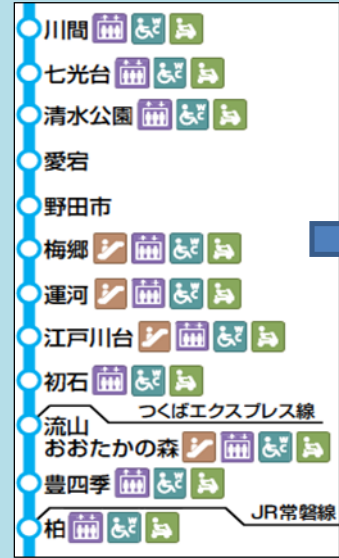 川間
七光台
清水公園
愛宕
野田市
梅郷
運河
江戸川台
初石
つくばエクスプレス線
流山
おおたかの森
豊四季
JR常磐線
柏